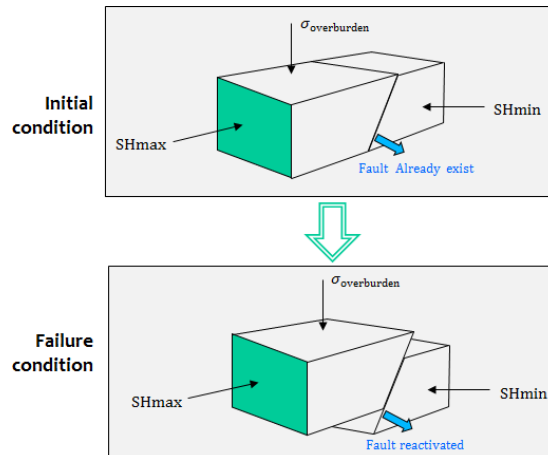 σoverburden
Initial
condition
SHmax
SHmin
Fault Already exist
σoverburden
Failure
condition
SHmax
SHmin
Fault reactivated